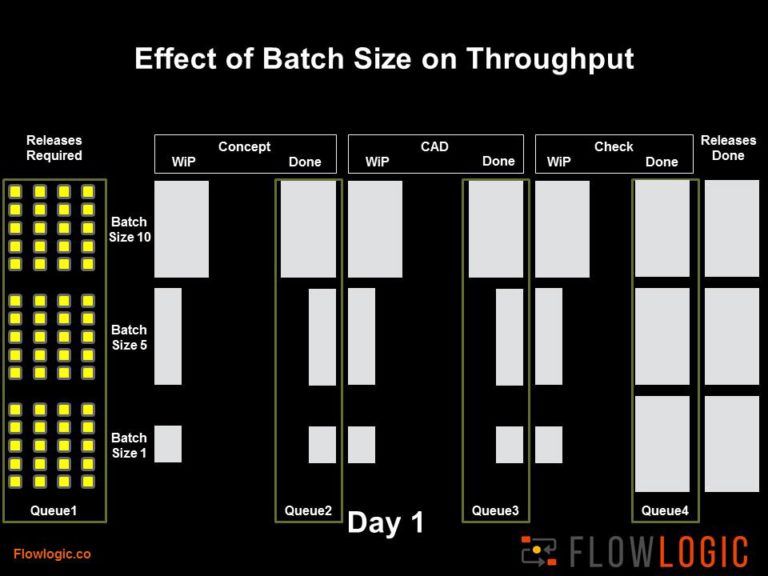 Effect of Batch Size on Throughput
Releases
Required
Concept
WiP
Done
CAD
WiP
Done
Check
WiP
Done
Releases
Done
Batch
Size 10
Batch
Size 5
Batch
Size 1
Queue1
Queue2
Queue3
Queue4
Day 1
Flowlogic.co
FLOWLOGIC